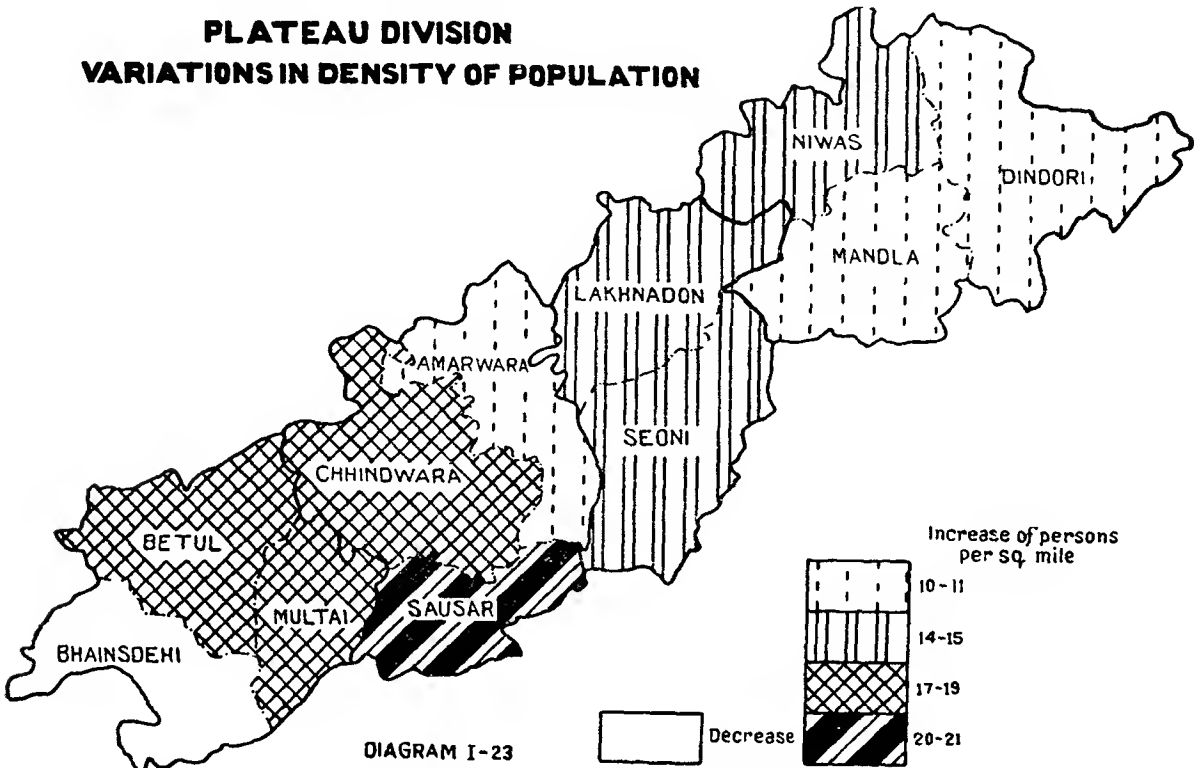 PLATEAU DIVISION
VARIATIONS IN DENSITY OF POPULATION
NIWAS
DINDORI
MANDLA
LAKHNADON
AMARWARA
SEONI
CHHINDWARA
BETUL
MULTAI
SAUSAR
BHAINSDEHI
Increase of persons
per sq. mile
10-11
14-15
17-19
20-21
Decrease
DIAGRAM I-23